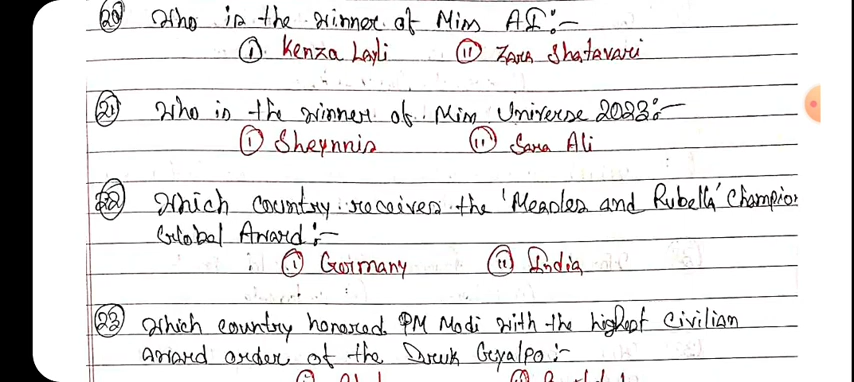 20 Who is the winner of Miss AI:-
i Kenza Layli ii Zara Shatavari
21 Who is the winner of Miss Universe 2023:-
i Sheynnis ii Sara Ali
22 Which country receives the 'Measles and Rubella' Champion
Global Award:-
i Germany ii India
23 Which country honored PM Modi with the highest Civilian
award order of the Druk Gyalpo:-